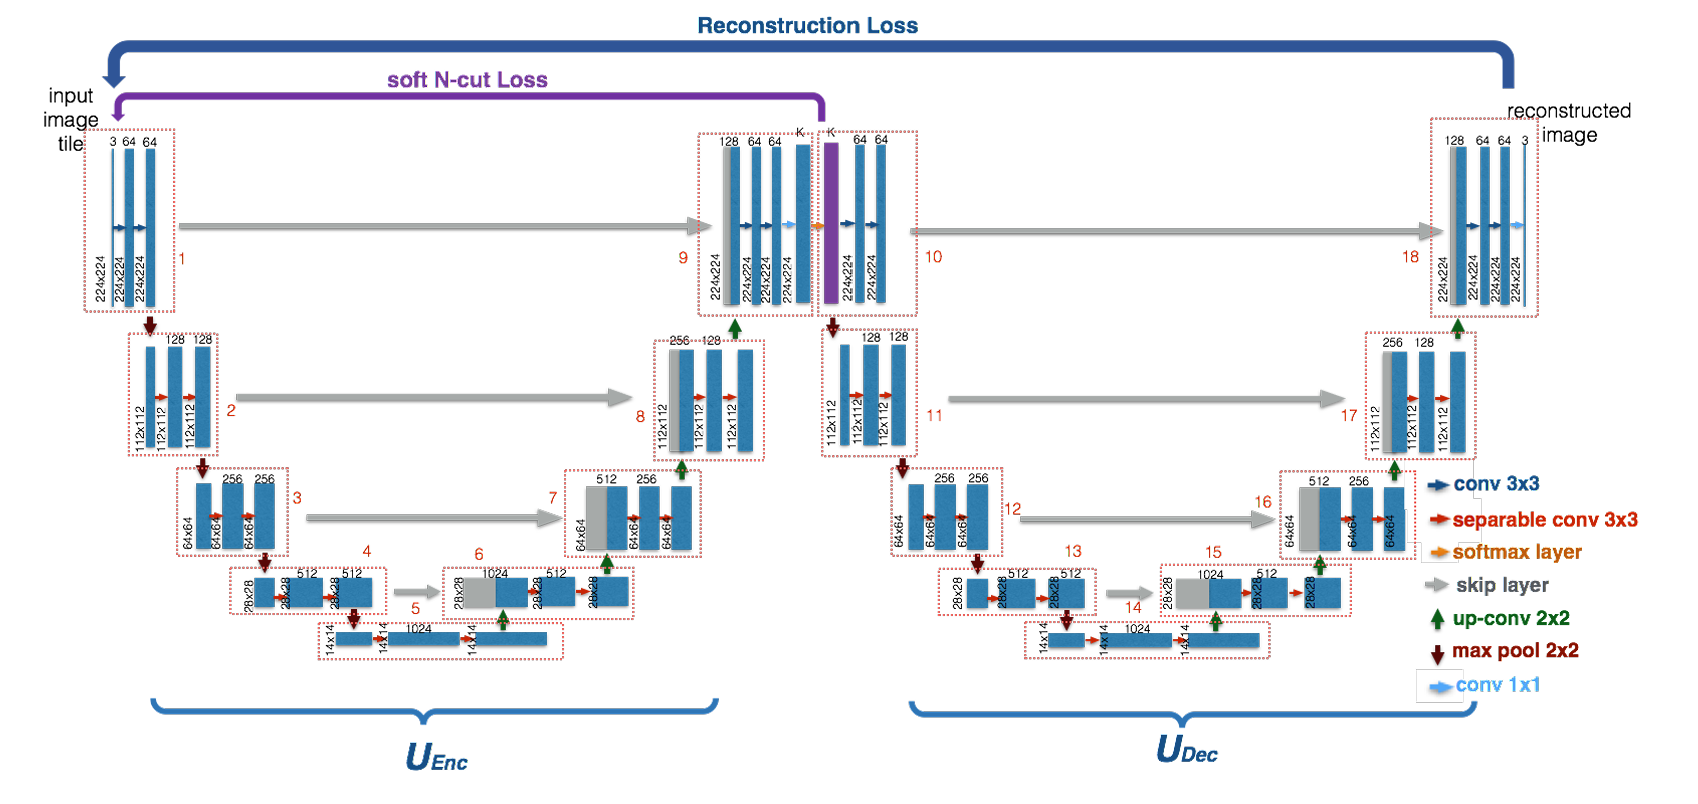 Reconstruction Loss
soft N-cut Loss
input
image
tile
reconstructed
image
3 64 64
224x224 224x224 224x224
1
128 64 64 K
224x224 224x224 224x224 224x224
9
K 64 64
224x224 224x224
10
128 64 64 3
224x224 224x224 224x224 224x224
18
128 128
112x112 112x112 112x112
2
256 128
112x112 112x112 112x112
8
128 128
112x112 112x112 112x112
11
256 128
112x112 112x112 112x112
17
256 256
64x64 64x64 64x64
3
512 256
64x64 64x64 64x64
7
256 256
64x64 64x64 64x64
12
512 256
64x64 64x64 64x64
16
4
512 512
28x28 28x28 28x28
6
1024 512
28x28 28x28 28x28
13
512 512
28x28 28x28 28x28
15
1024 512
28x28 28x28 28x28
5
1024
14x14 14x14 14x14
14
1024
14x14 14x14 14x14
conv 3x3
separable conv 3x3
softmax layer
skip layer
up-conv 2x2
max pool 2x2
conv 1x1
UEnc
UDec